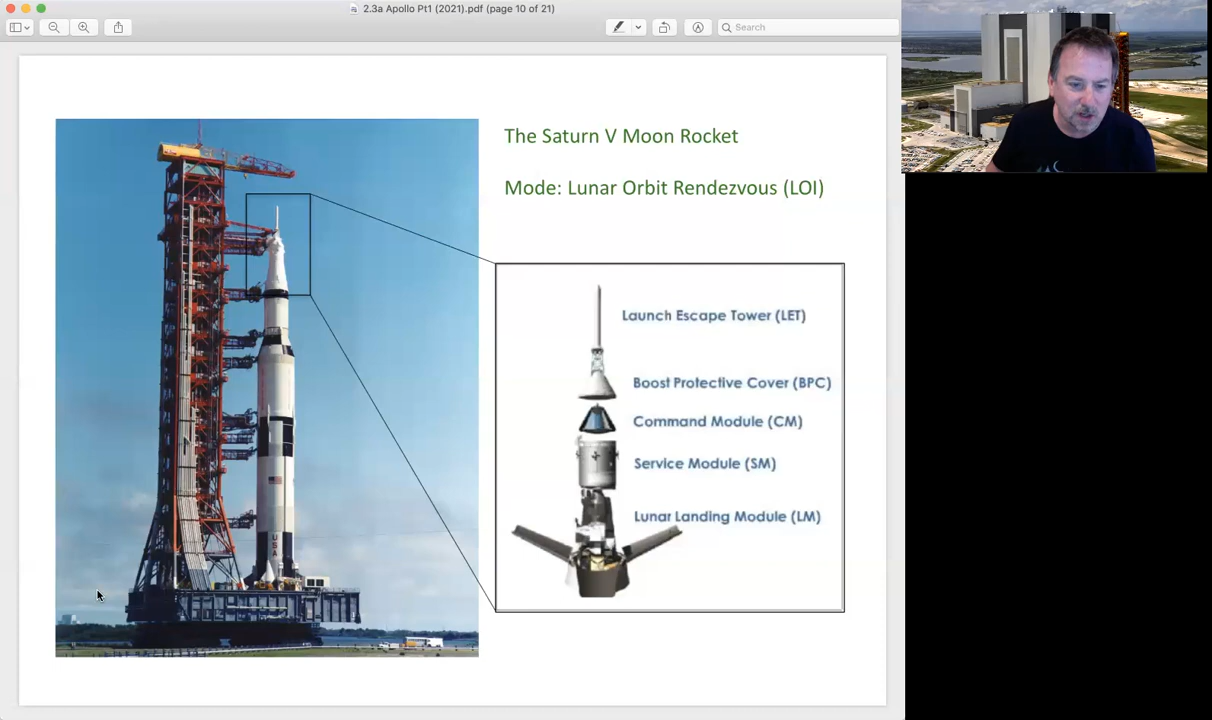 2.3a Apollo Pt1 (2021).pdf (page 10 of 21)
Search
The Saturn V Moon Rocket
Mode: Lunar Orbit Rendezvous (LOI)
Launch Escape Tower (LET)
Boost Protective Cover (BPC)
Command Module (CM)
Service Module (SM)
Lunar Landing Module (LM)
USA